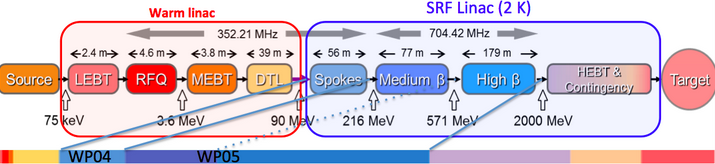 Warm linac
SRF Linac (2 K)
352.21 MHz
704.42 MHz
2.4 m
4.6 m
3.8 m
39 m
56 m
77 m
179 m
Source
LEBT
RFQ
MEBT
DTL
Spokes
Medium β
High β
HEBT &
Contingency
Target
75 keV
3.6 MeV
90 MeV
216 MeV
571 MeV
2000 MeV
WP04
WP05